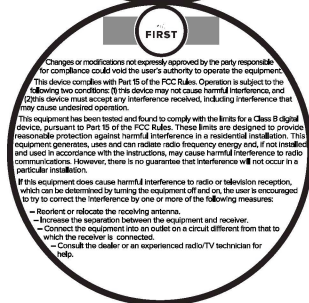 FIRST
Changes or modifications not expressly approved by the party responsible
for compliance could void the user's authority to operate the equipment.
This device complies with Part 15 of the FCC Rules. Operation is subject to the
following two conditions: (1) this device may not cause harmful interference, and
(2)this device must accept any interference received, including interference that
may cause undesired operation.
This equipment has been tested and found to comply with the limits for a Class B digital
device, pursuant to Part 15 of the FCC Rules. These limits are designed to provide
reasonable protection against harmful interference in a residential installation. This
equipment generates, uses and can radiate radio frequency energy and, if not installed
and used in accordance with the instructions, may cause harmful interference to radio
communications. However, there is no guarantee that interference will not occur in a
particular installation.
If this equipment does cause harmful interference to radio or television reception,
which can be determined by turning the equipment off and on, the user is encouraged
to try to correct the interference by one or more of the following measures:
– Reorient or relocate the receiving antenna.
– Increase the separation between the equipment and receiver.
– Connect the equipment into an outlet on a circuit different from that to
which the receiver is connected.
– Consult the dealer or an experienced radio/TV technician for
help.